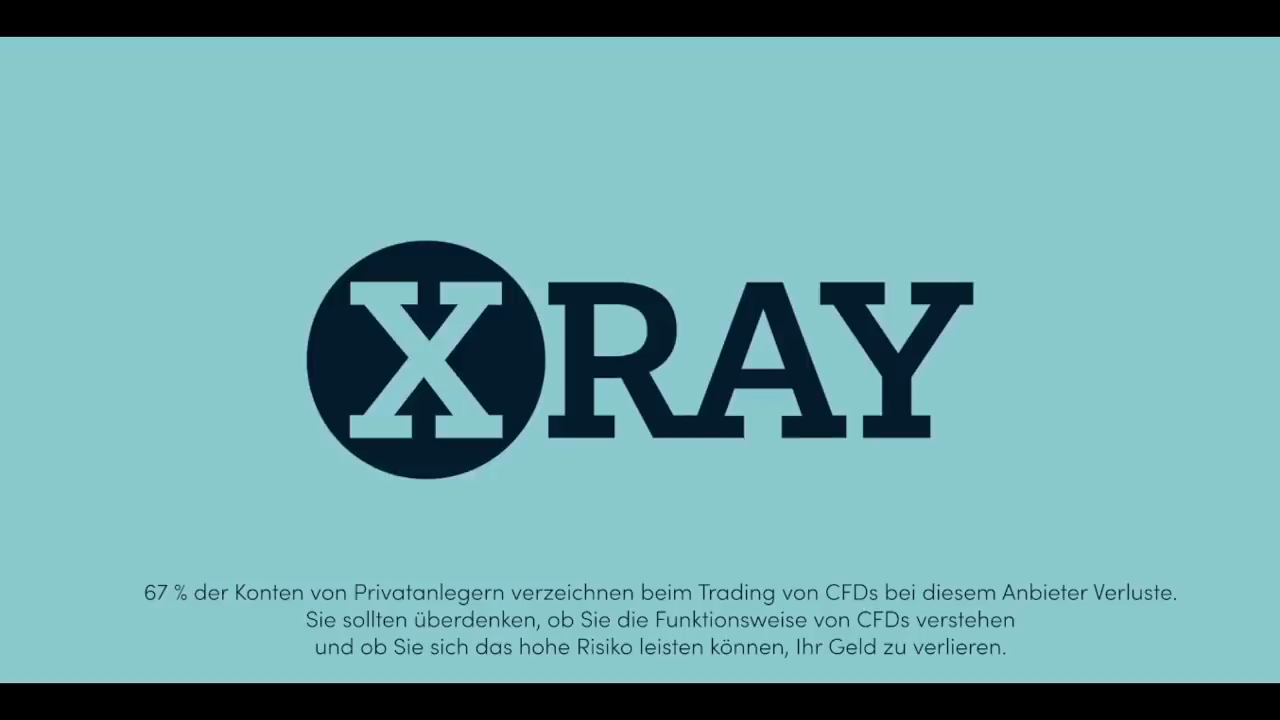 XRAY
67 % der Konten von Privatanlegern verzeichnen beim Trading von CFDs bei diesem Anbieter Verluste.
Sie sollten überdenken, ob Sie die Funktionsweise von CFDs verstehen
und ob Sie sich das hohe Risiko leisten können, Ihr Geld zu verlieren.